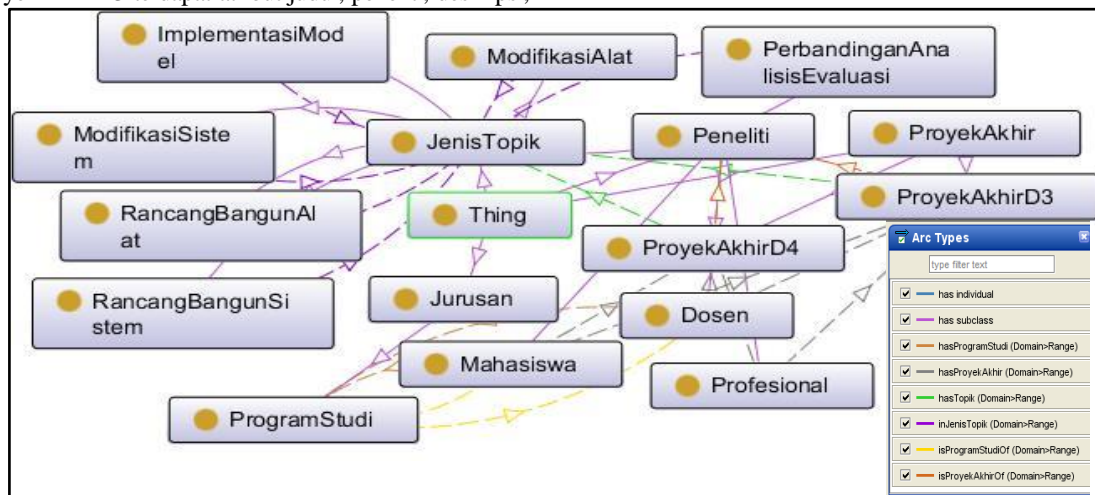 ImplementasiMod
el
ModifikasiAlat
PerbandinganAna
lisisEvaluasi
ModifikasiSiste
m
JenisTopik
Peneliti
ProyekAkhir
RancangBangunAl
at
Thing
ProyekAkhirD3
ProyekAkhirD4
RancangBangunSi
stem
Jurusan
Dosen
Mahasiswa
Profesional
ProgramStudi
Arc Types
type filter text
has individual
has subclass
hasProgramStudi (Domain>Range)
hasProyekAkhir (Domain>Range)
hasTopik (Domain>Range)
inJenisTopik (Domain>Range)
isProgramStudiOf (Domain>Range)
isProyekAkhirOf (Domain>Range)